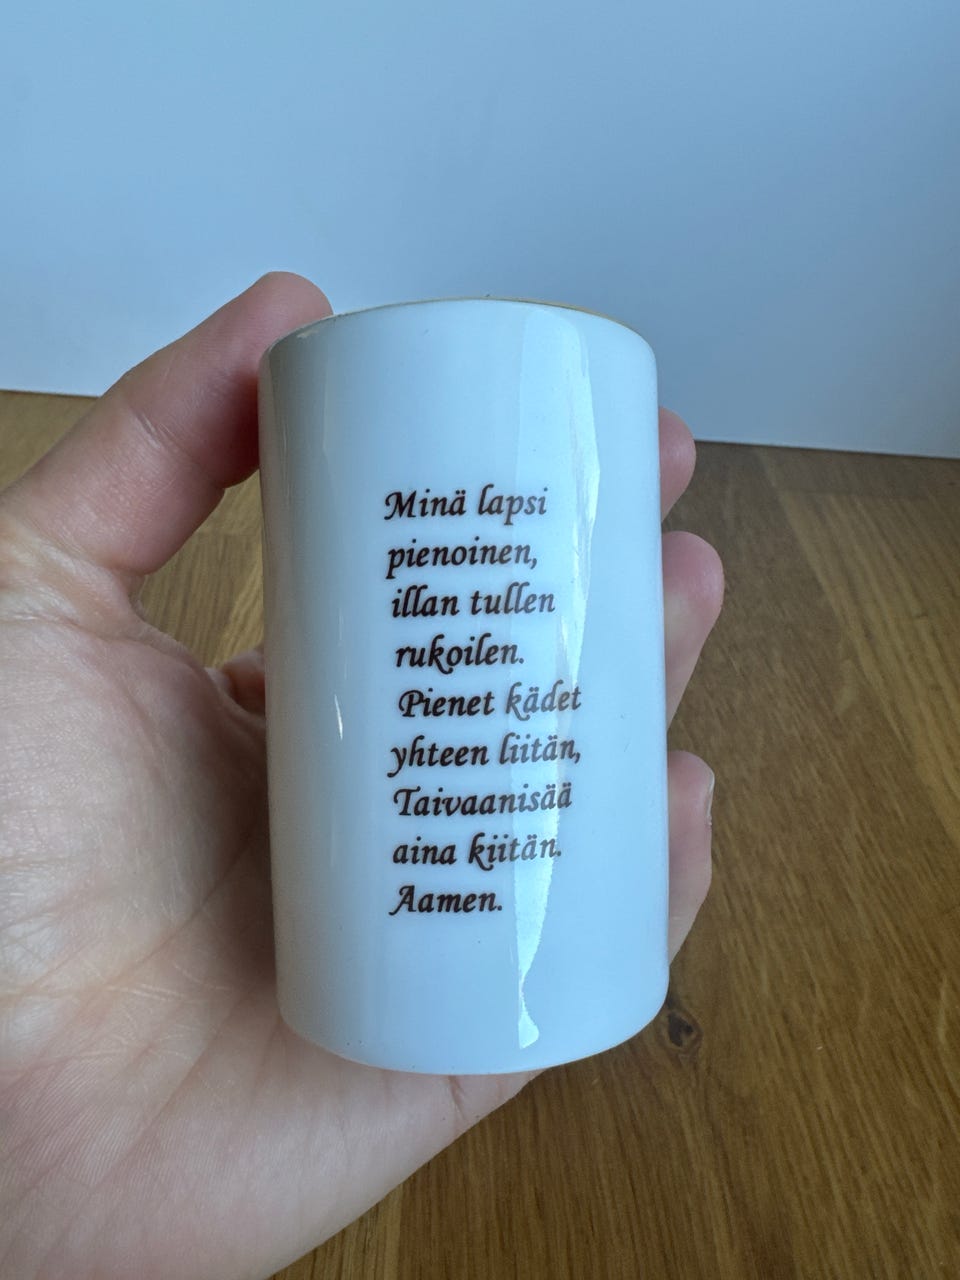 Minä lapsi
pienoinen,
illan tullen
rukoilen.
Pienet kädet
yhteen liitän,
Taivaanisää
aina kiitän.
Aamen.